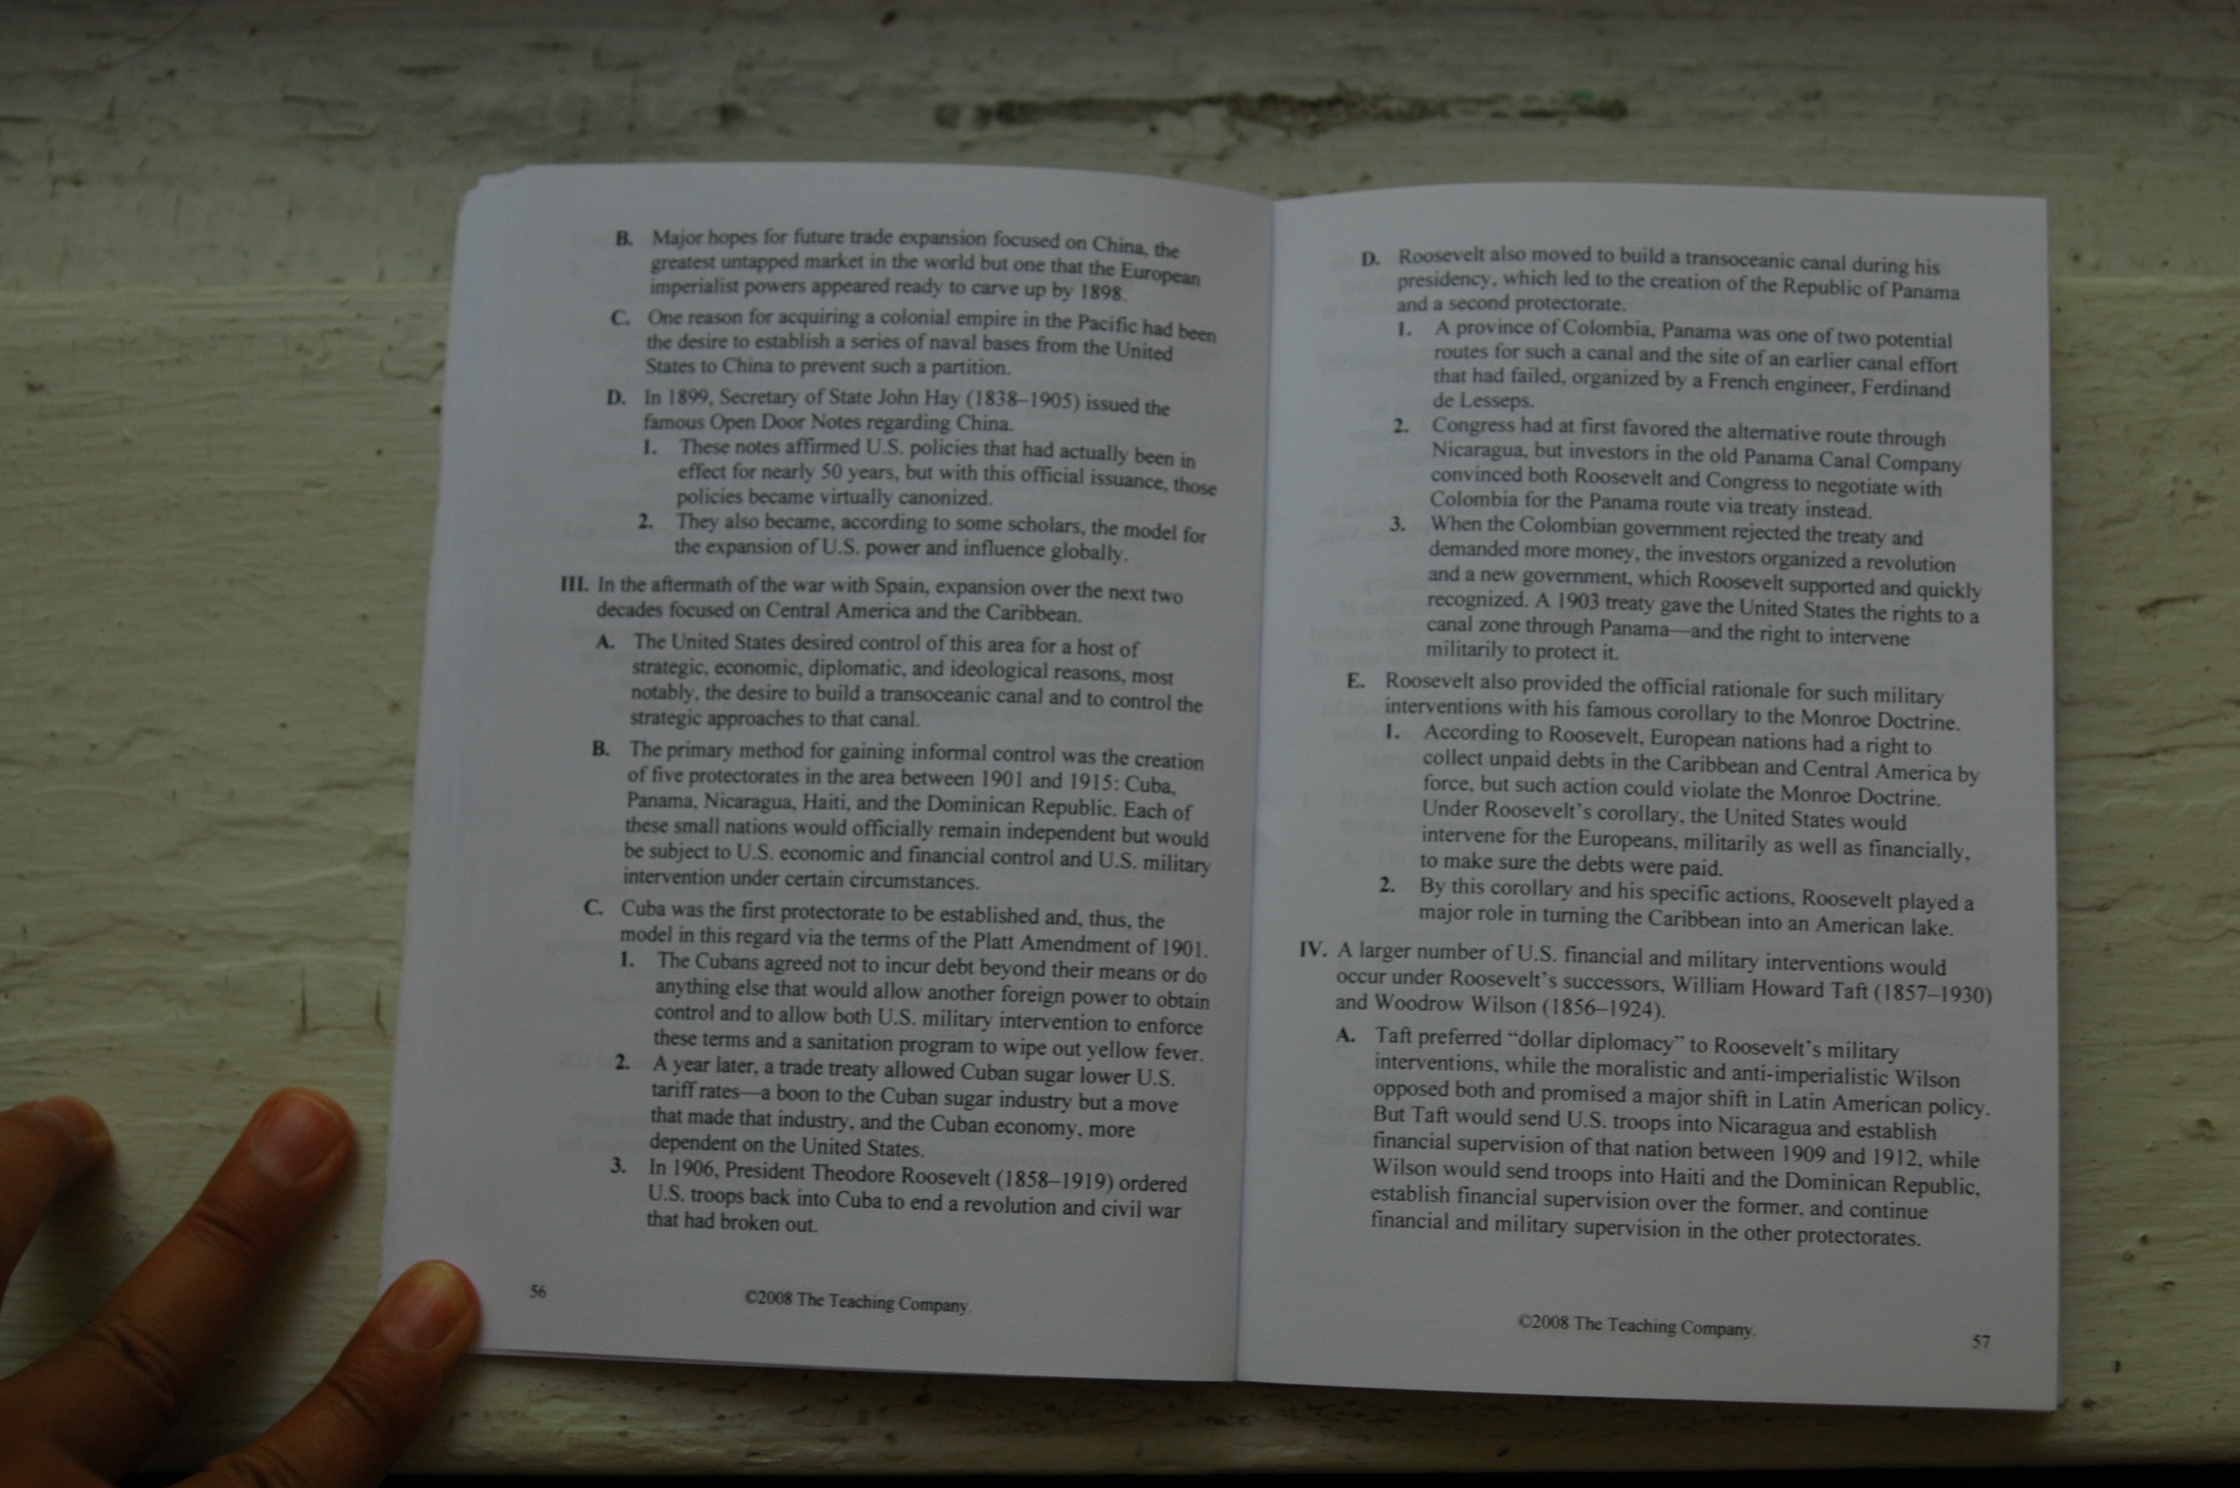 B. Major hopes for future trade expansion focused on China, the
greatest untapped market in the world but one that the European
imperialist powers appeared ready to carve up by 1898.
C. One reason for acquiring a colonial empire in the Pacific had been
the desire to establish a series of naval bases from the United
States to China to prevent such a partition.
D. In 1899, Secretary of State John Hay (1838–1905) issued the
famous Open Door Notes regarding China.
1. These notes affirmed U.S. policies that had actually been in
effect for nearly 50 years, but with this official issuance, those
policies became virtually canonized.
2. They also became, according to some scholars, the model for
the expansion of U.S. power and influence globally.
III. In the aftermath of the war with Spain, expansion over the next two
decades focused on Central America and the Caribbean.
A. The United States desired control of this area for a host of
strategic, economic, diplomatic, and ideological reasons, most
notably, the desire to build a transoceanic canal and to control the
strategic approaches to that canal.
B. The primary method for gaining informal control was the creation
of five protectorates in the area between 1901 and 1915: Cuba,
Panama, Nicaragua, Haiti, and the Dominican Republic. Each of
these small nations would officially remain independent but would
be subject to U.S. economic and financial control and U.S. military
intervention under certain circumstances.
C. Cuba was the first protectorate to be established and, thus, the
model in this regard via the terms of the Platt Amendment of 1901.
1. The Cubans agreed not to incur debt beyond their means or do
anything else that would allow another foreign power to obtain
control and to allow both U.S. military intervention to enforce
these terms and a sanitation program to wipe out yellow fever.
2. A year later, a trade treaty allowed Cuban sugar lower U.S.
tariff rates—a boon to the Cuban sugar industry but a move
that made that industry, and the Cuban economy, more
dependent on the United States.
3. In 1906, President Theodore Roosevelt (1858–1919) ordered
U.S. troops back into Cuba to end a revolution and civil war
that had broken out.
56
©2008 The Teaching Company.
D. Roosevelt also moved to build a transoceanic canal during his
presidency, which led to the creation of the Republic of Panama
and a second protectorate.
1. A province of Colombia, Panama was one of two potential
routes for such a canal and the site of an earlier canal effort
that had failed, organized by a French engineer, Ferdinand
de Lesseps.
2. Congress had at first favored the alternative route through
Nicaragua, but investors in the old Panama Canal Company
convinced both Roosevelt and Congress to negotiate with
Colombia for the Panama route via treaty instead.
3. When the Colombian government rejected the treaty and
demanded more money, the investors organized a revolution
and a new government, which Roosevelt supported and quickly
recognized. A 1903 treaty gave the United States the rights to a
canal zone through Panama—and the right to intervene
militarily to protect it.
E. Roosevelt also provided the official rationale for such military
interventions with his famous corollary to the Monroe Doctrine.
1. According to Roosevelt, European nations had a right to
collect unpaid debts in the Caribbean and Central America by
force, but such action could violate the Monroe Doctrine.
Under Roosevelt's corollary, the United States would
intervene for the Europeans, militarily as well as financially,
to make sure the debts were paid.
2. By this corollary and his specific actions, Roosevelt played a
major role in turning the Caribbean into an American lake.
IV. A larger number of U.S. financial and military interventions would
occur under Roosevelt's successors, William Howard Taft (1857–1930)
and Woodrow Wilson (1856–1924).
A. Taft preferred “dollar diplomacy” to Roosevelt's military
interventions, while the moralistic and anti-imperialistic Wilson
opposed both and promised a major shift in Latin American policy.
But Taft would send U.S. troops into Nicaragua and establish
financial supervision of that nation between 1909 and 1912, while
Wilson would send troops into Haiti and the Dominican Republic,
establish financial supervision over the former, and continue
financial and military supervision in the other protectorates.
©2008 The Teaching Company.
57